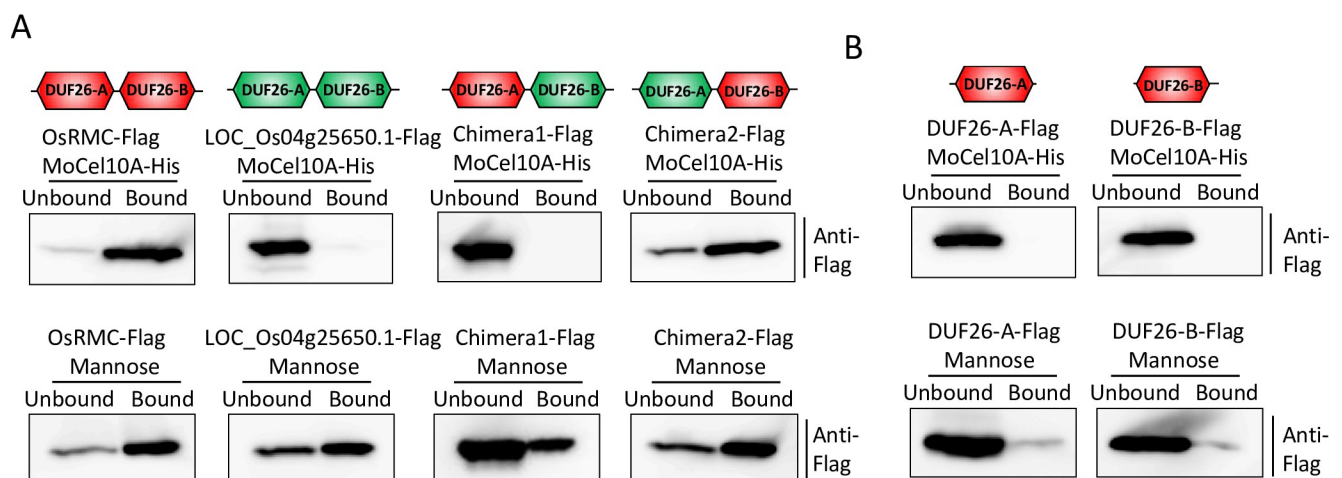 A
DUF26-A DUF26-B
OsRMC-Flag
MoCel10A-His
Unbound Bound
DUF26-A DUF26-B
LOC_Os04g25650.1-Flag
MoCel10A-His
Unbound Bound
DUF26-A DUF26-B
Chimera1-Flag
MoCel10A-His
Unbound Bound
DUF26-A DUF26-B
Chimera2-Flag
MoCel10A-His
Unbound Bound
Anti-
Flag
OsRMC-Flag
Mannose
Unbound Bound
LOC_Os04g25650.1-Flag
Mannose
Unbound Bound
Chimera1-Flag
Mannose
Unbound Bound
Chimera2-Flag
Mannose
Unbound Bound
Anti-
Flag
B
DUF26-A
DUF26-A-Flag
MoCel10A-His
Unbound Bound
DUF26-B
DUF26-B-Flag
MoCel10A-His
Unbound Bound
Anti-
Flag
DUF26-A-Flag
Mannose
Unbound Bound
DUF26-B-Flag
Mannose
Unbound Bound
Anti-
Flag